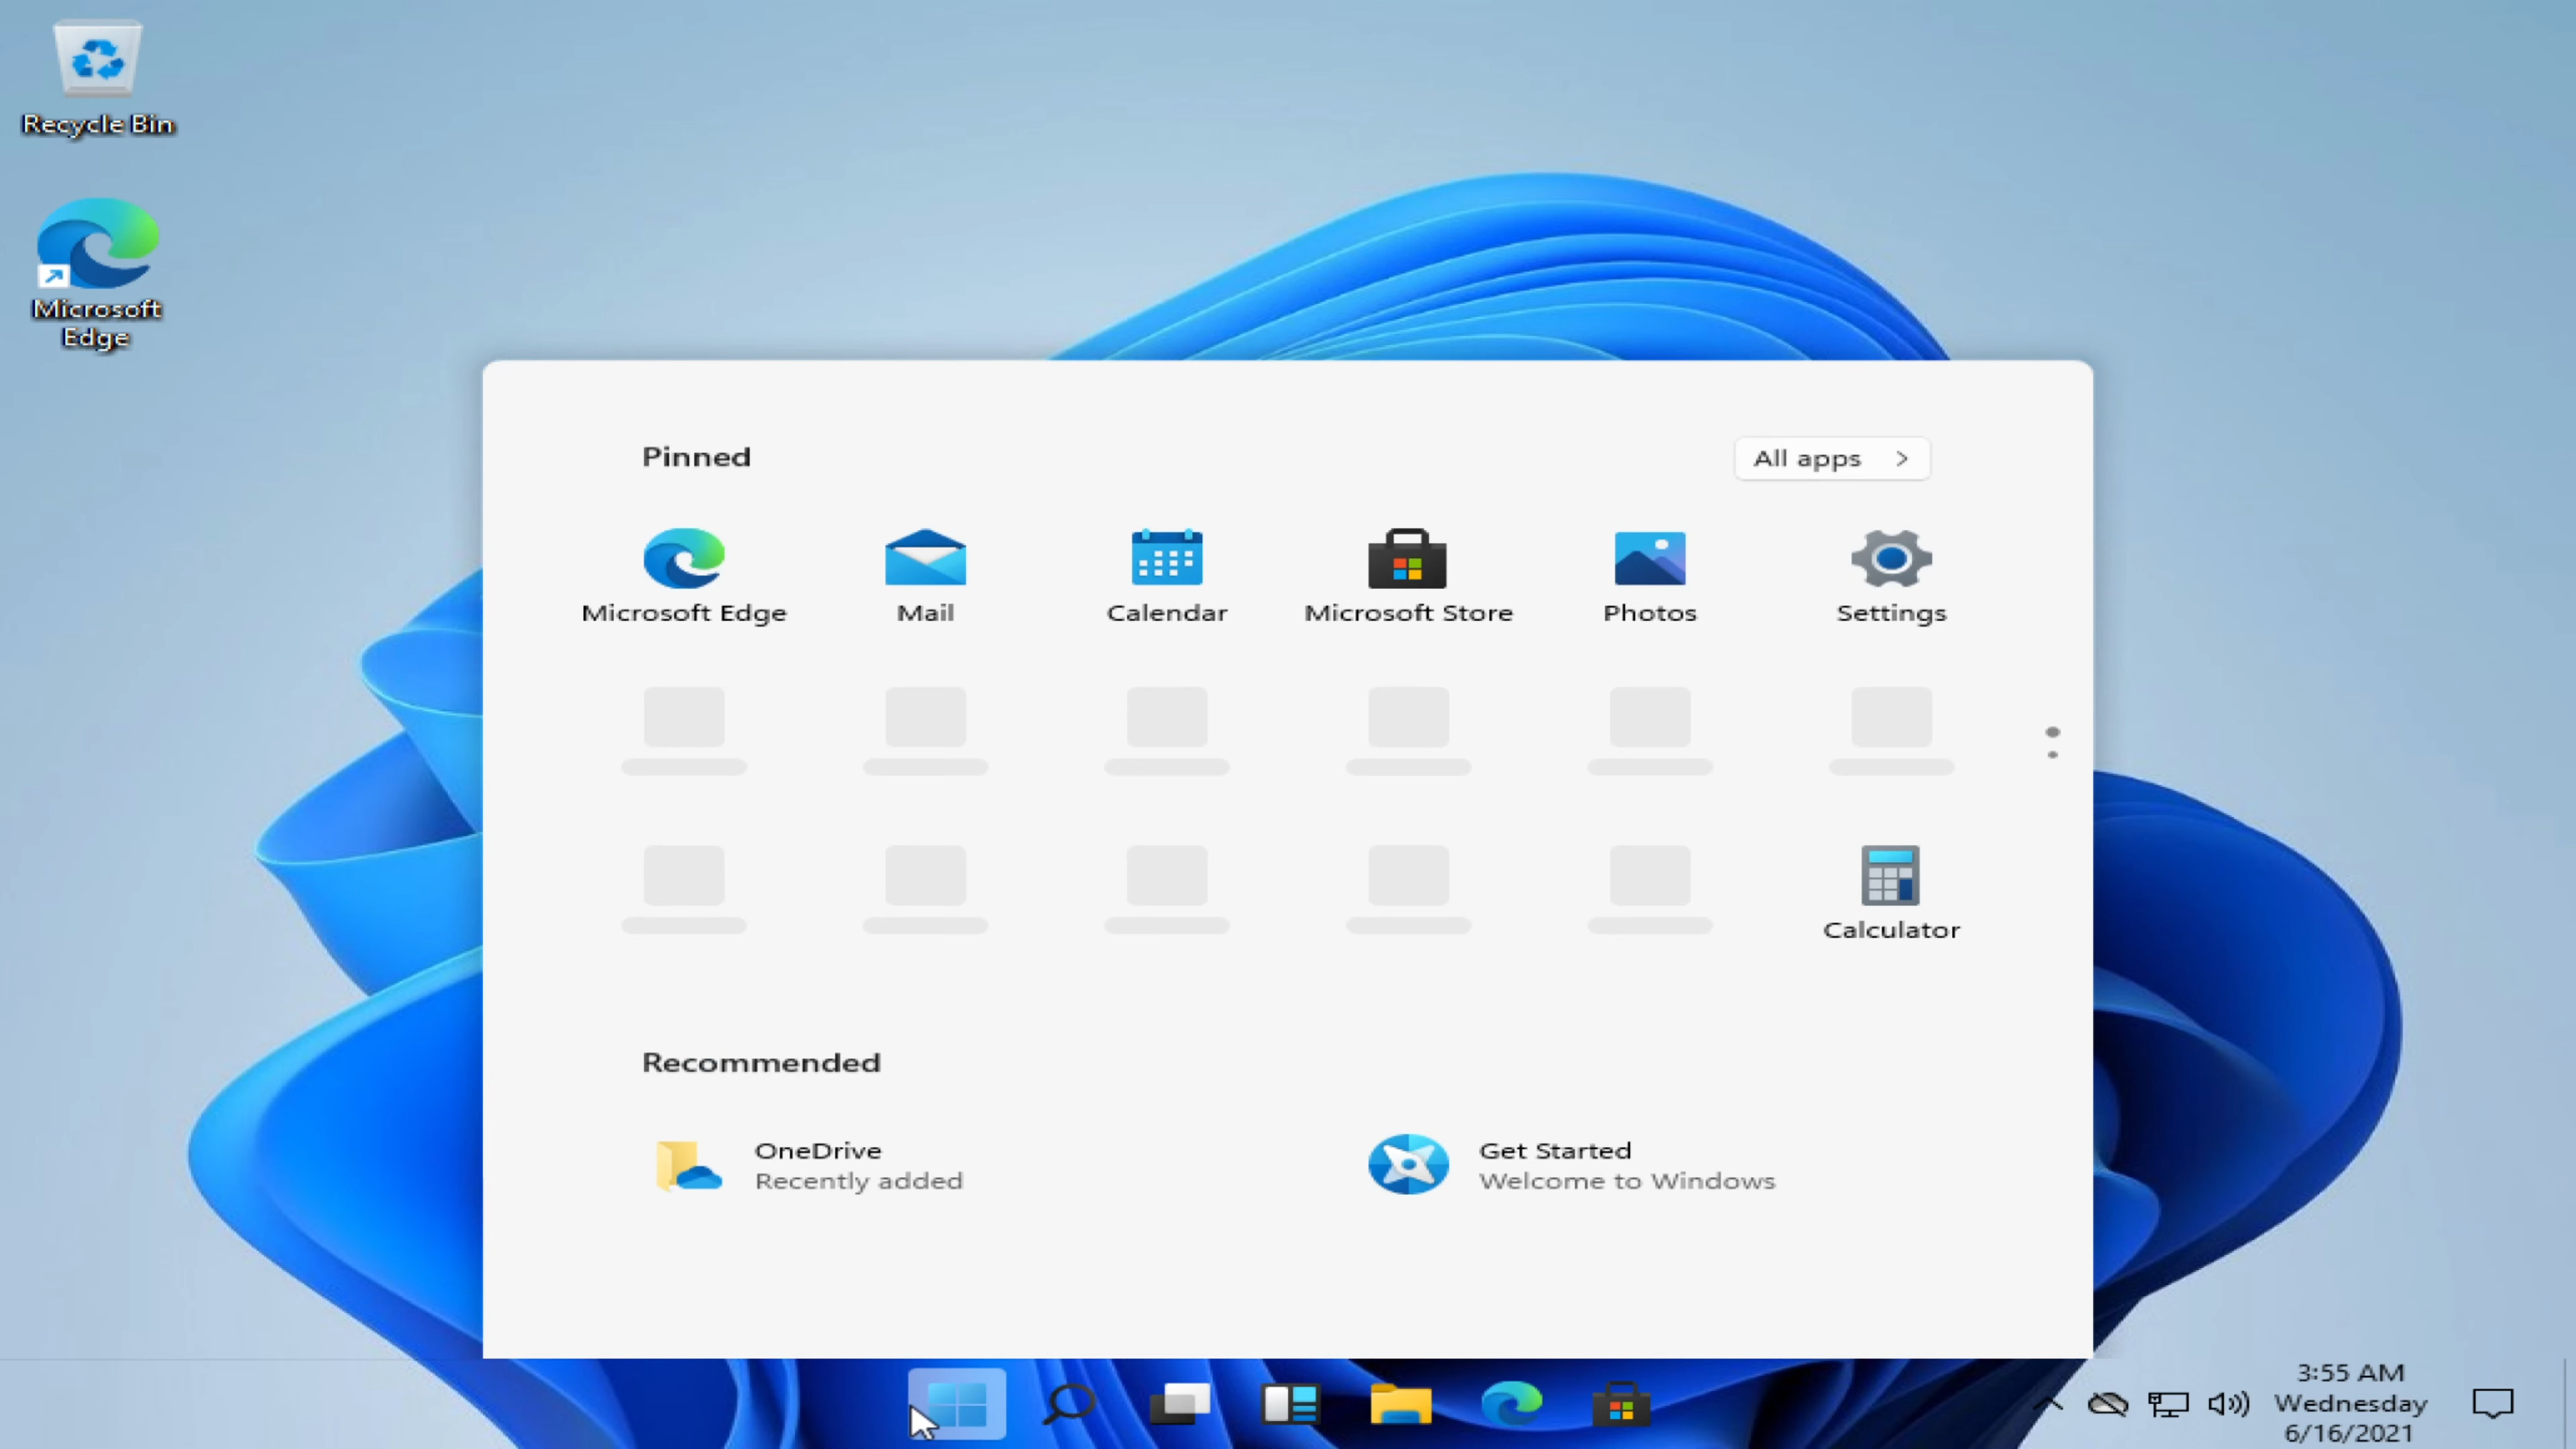 Recycle Bin
Microsoft
Edge
Pinned
All apps
Microsoft Edge
Mail
Calendar
Microsoft Store
Photos
Settings
Calculator
Recommended
OneDrive
Recently added
Get Started
Welcome to Windows
3:55 AM
Wednesday
6/16/2021